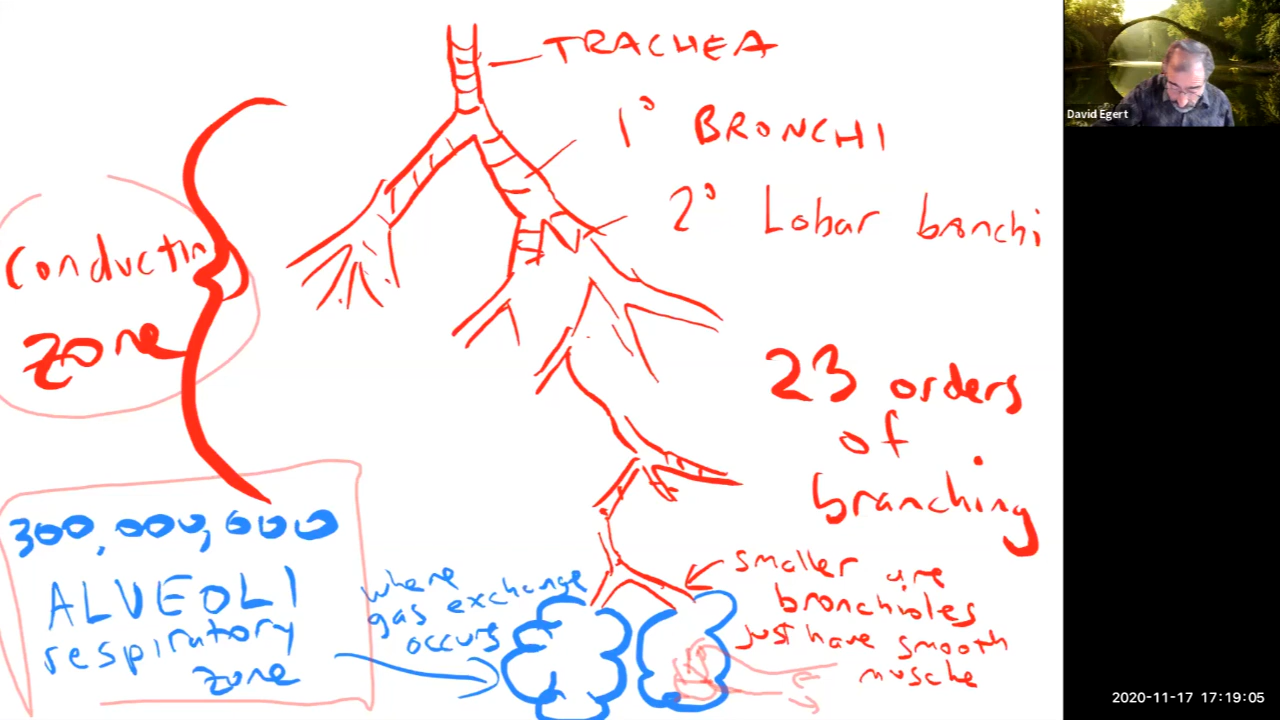 TRACHEA
1° BRONCHI
2° Lobar bronchi
Conductin
zone
23 orders
of
branching
300,000,000
ALVEOLI
respiratory
zone
where
gas exchange
occurs
smaller are
bronchioles
just have smooth
muscle
David Egert
2020-11-17 17:19:05